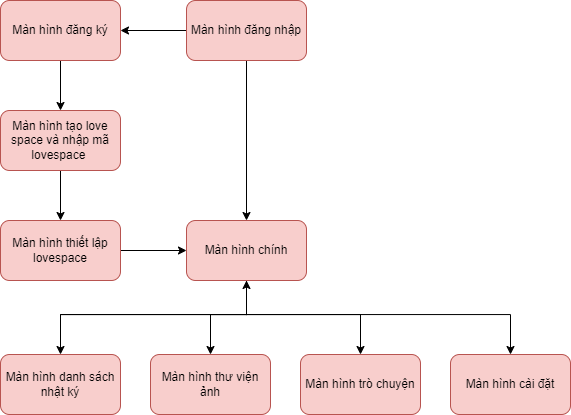 Màn hình đăng ký
Màn hình đăng nhập
Màn hình tạo love
space và nhập mã
lovespace
Màn hình thiết lập
lovespace
Màn hình chính
Màn hình danh sách
nhật ký
Màn hình thư viện
ảnh
Màn hình trò chuyện
Màn hình cài đặt